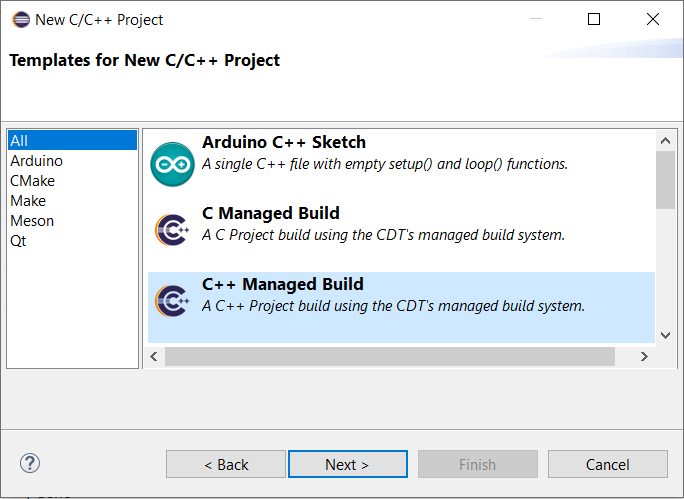 New C/C++ Project
Templates for New C/C++ Project
All
Arduino
CMake
Make
Meson
Qt
Arduino C++ Sketch
A single C++ file with empty setup() and loop() functions.
C Managed Build
A C Project build using the CDT's managed build system.
C++ Managed Build
A C++ Project build using the CDT's managed build system.
?
< Back
Next >
Finish
Cancel